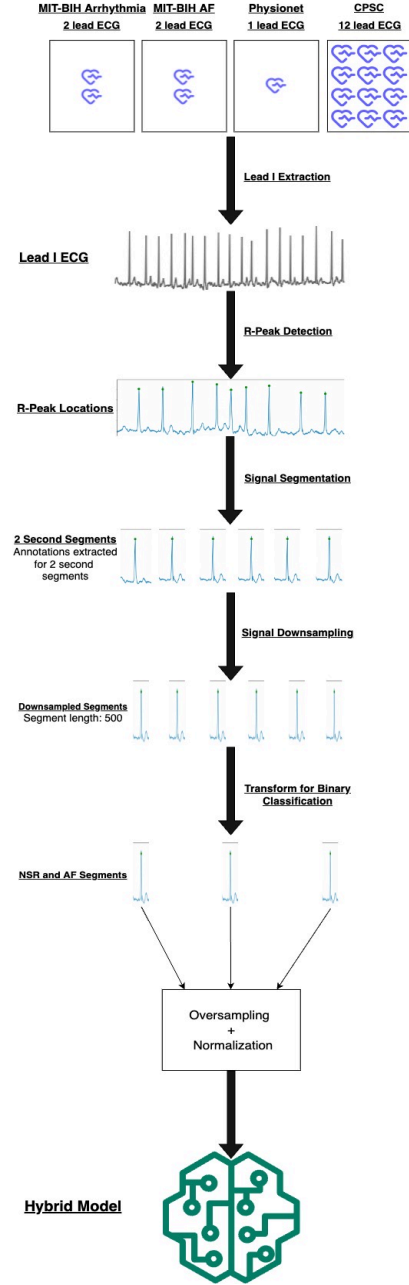 MIT-BIH Arrhythmia
2 lead ECG
MIT-BIH AF
2 lead ECG
Physionet
1 lead ECG
CPSC
12 lead ECG
Lead I Extraction
Lead I ECG
R-Peak Detection
R-Peak Locations
Signal Segmentation
2 Second Segments
Annotations extracted
for 2 second
segments
Signal Downsampling
Downsampled Segments
Segment length: 500
Transform for Binary
Classification
NSR and AF Segments
Oversampling
+
Normalization
Hybrid Model